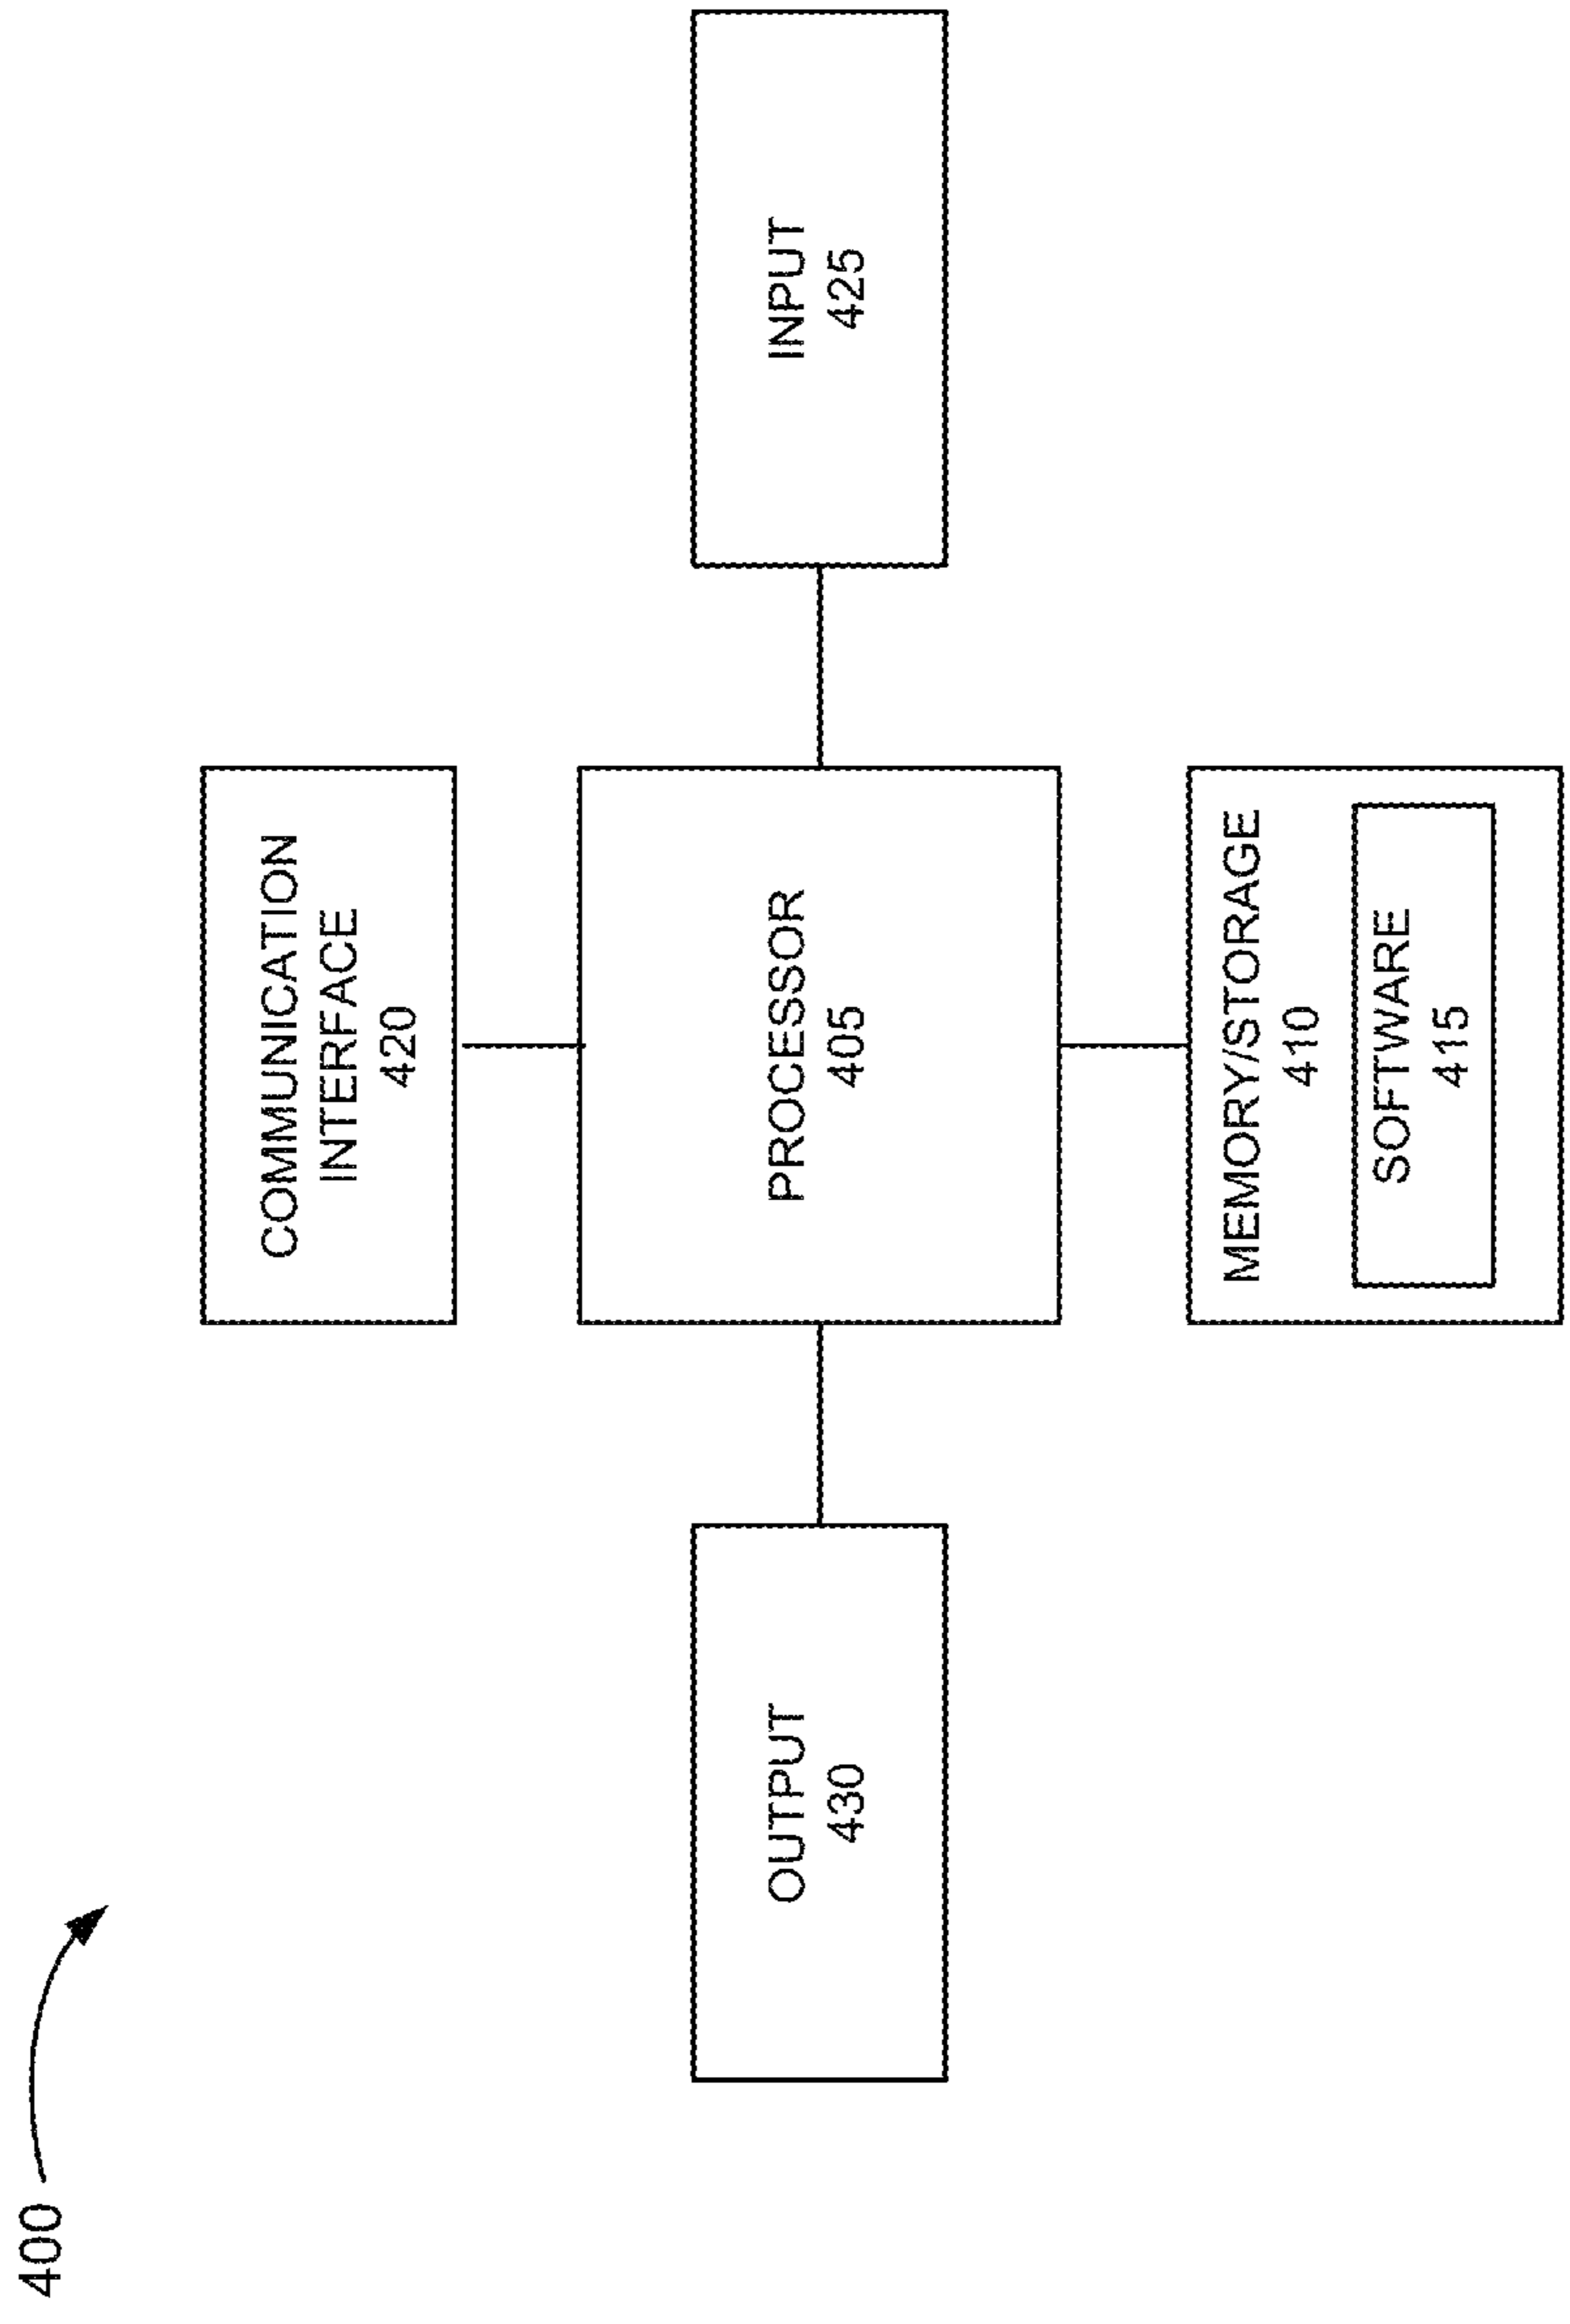 400
COMMUNICATION
INTERFACE
420
OUTPUT
430
PROCESSOR
405
INPUT
425
MEMORY/STORAGE
410
SOFTWARE
415